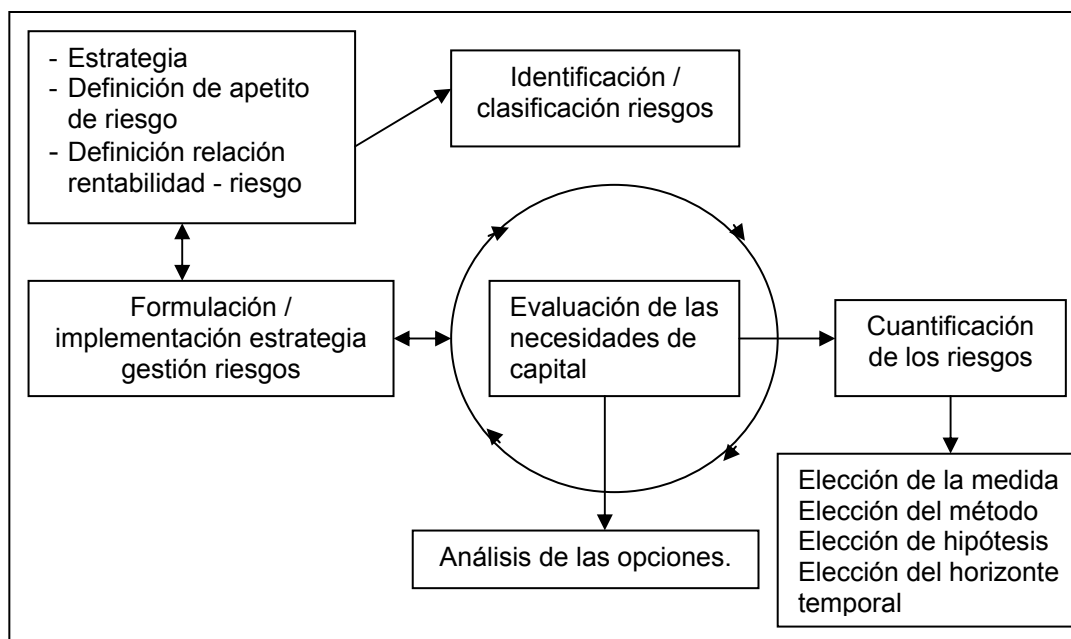 - Estrategia
- Definición de apetito
de riesgo
- Definición relación
rentabilidad - riesgo
Identificación /
clasificación riesgos
Formulación /
implementación estrategia
gestión riesgos
Evaluación de las
necesidades de
capital
Cuantificación
de los riesgos
Análisis de las opciones.
Elección de la medida
Elección del método
Elección de hipótesis
Elección del horizonte
temporal